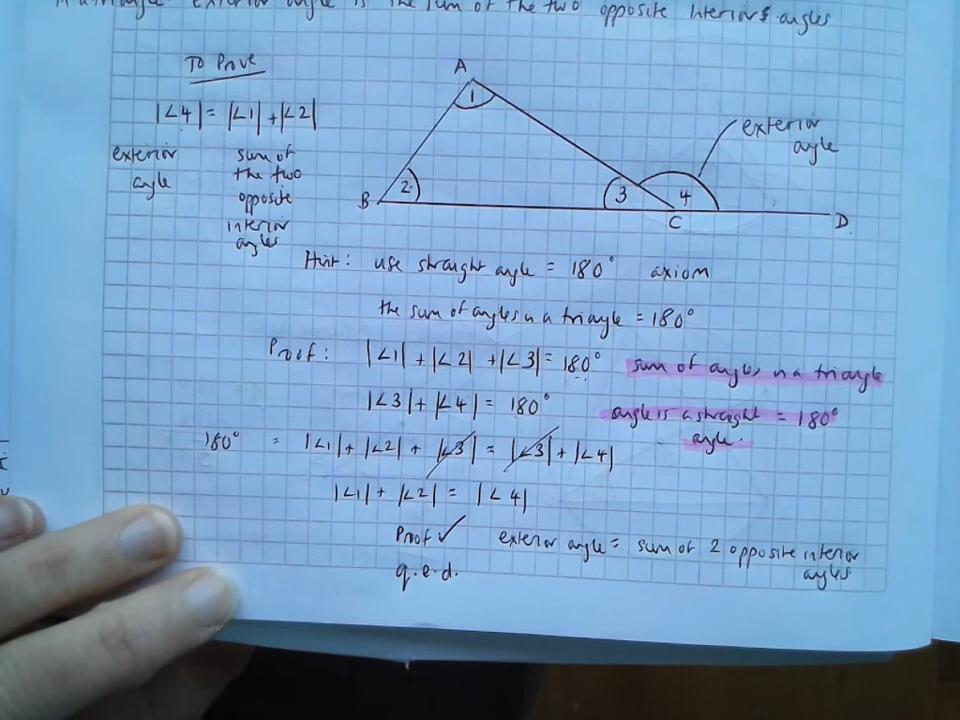 In a triangle exterior angle is the sum of the two opposite interior angles
To Prove
|∠4| = |∠1| + |∠2|
exterior angle
sum of the two opposite interior angles
A
1
B
2
3
4
C
D
exterior angle
Hint: use straight angle = 180° axiom
the sum of angles in a triangle = 180°
Proof: |∠1| + |∠2| + |∠3| = 180° sum of angles in a triangle
|∠3| + |∠4| = 180° angle is a straight = 180°
angle.
180° = |∠1| + |∠2| + |∠3| = |∠3| + |∠4|
|∠1| + |∠2| = |∠4|
Proof ✓ exterior angle = sum of 2 opposite interior
angles
q.e.d.